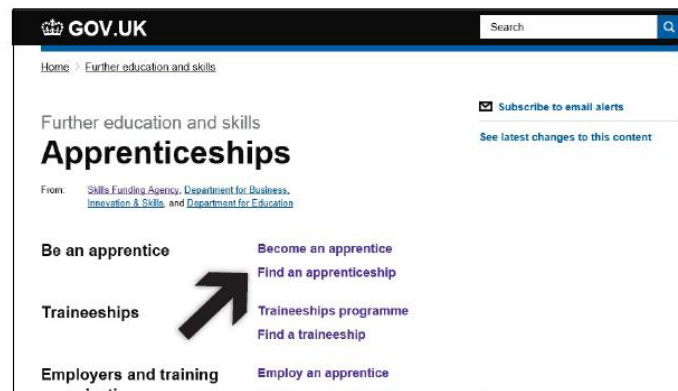 GOV.UK
Search
Home > Further education and skills
Subscribe to email alerts
See latest changes to this content
Further education and skills
Apprenticeships
From: Skills Funding Agency, Department for Business,
Innovation & Skills, and Department for Education
Be an apprentice
Become an apprentice
Find an apprenticeship
Traineeships
Traineeships programme
Find a traineeship
Employers and training
Employ an apprentice